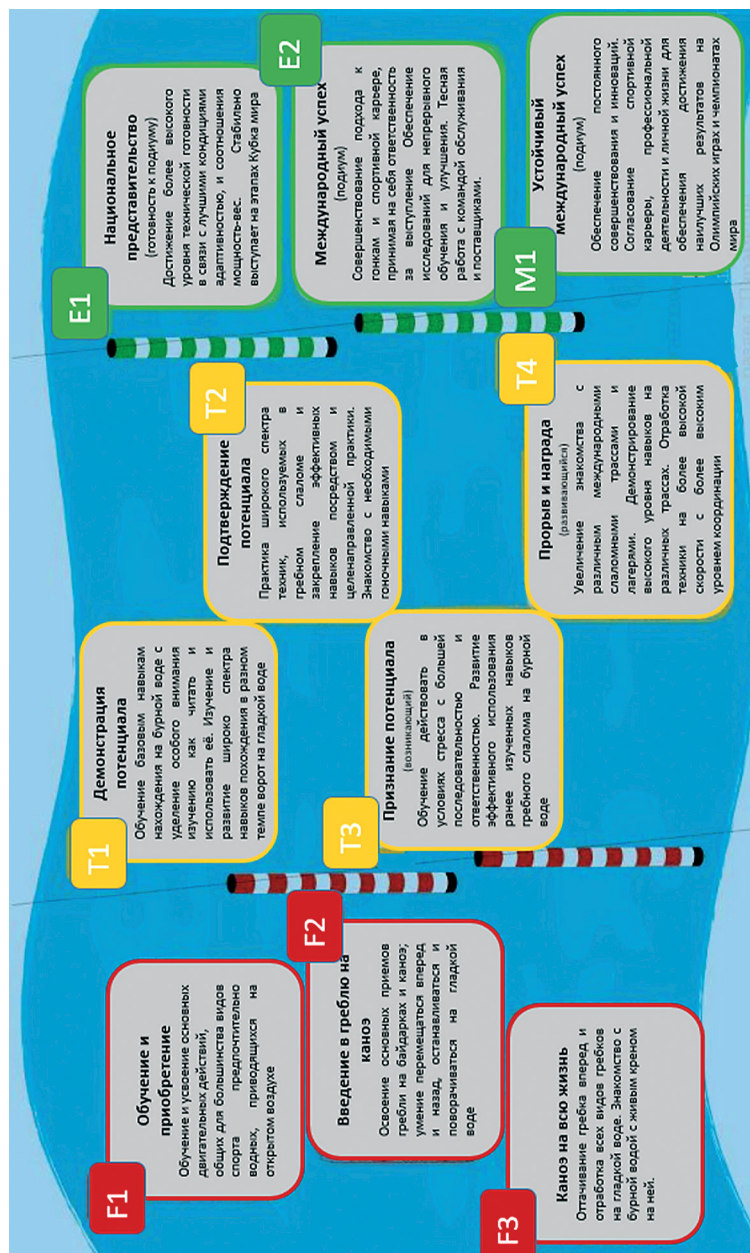 F1
Обучение и
приобретение
Обучение и усвоение основных
двигательных действий,
общих для большинства видов
спорта предпочтительно
водных, приводящихся на
открытом воздухе
F2
Введение в греблю на
каноэ
Освоение основных приемов
гребли на байдарках и каноэ;
умение перемещаться вперед
и назад, останавливаться и
поворачиваться на гладкой
воде
F3
Каноэ на всю жизнь
Оттачивание гребка вперед и
отработка всех видов гребков
на гладкой воде. Знакомство с
бурной водой с живым креном
на ней.
T1
Демонстрация
потенциала
Обучение базовым навыкам
нахождения на бурной воде с
уделение особого внимания
изучению как читать и
использовать её. Изучение и
развитие широко спектра
навыков похождения в разном
темпе ворот на гладкой воде
T2
Подтверждение
потенциала
Практика широкого спектра
техник, используемых в
гребном слаломе и
закрепление эффективных
навыков посредством и
целенаправленной практики.
Знакомство с необходимыми
гоночными навыками
T3
Признание потенциала
(возникающий)
Обучение действовать в
условиях стресса с большей
последовательностью и
ответственностью. Развитие
эффективного использования
ранее изученных навыков
гребного слалома на бурной
воде
T4
Прорыв и награда
(развивающийся)
Увеличение знакомства с
различным международными
слаломными трассами и
лагерями. Демонстрирование
высокого уровня навыков на
различных трассах. Отработка
техники на более высокой
скорости с более высоким
уровнем координации
E1
Национальное
представительство
(готовность к подиуму)
Достижение более высокого
уровня технической готовности
в связи с лучшими кондициями
адаптивностью, и соотношения
мощность-вес. Стабильно
выступает на этапах Кубка мира
E2
Международный успех
(подиум)
Совершенствование подхода к
гонкам и спортивной карьере,
принимая на себя ответственность
за выступление Обеспечение
исследований для непрерывного
обучения и улучшения. Тесная
работа с командой обслуживания
и поставщиками.
M1
Устойчивый
международный успех
(подиум)
Обеспечение постоянного
совершенствования и инноваций.
Согласование спортивной
карьеры, профессиональной
деятельности и личной жизни для
обеспечения достижения
наилучших результатов на
Олимпийских играх и чемпионатах
мира